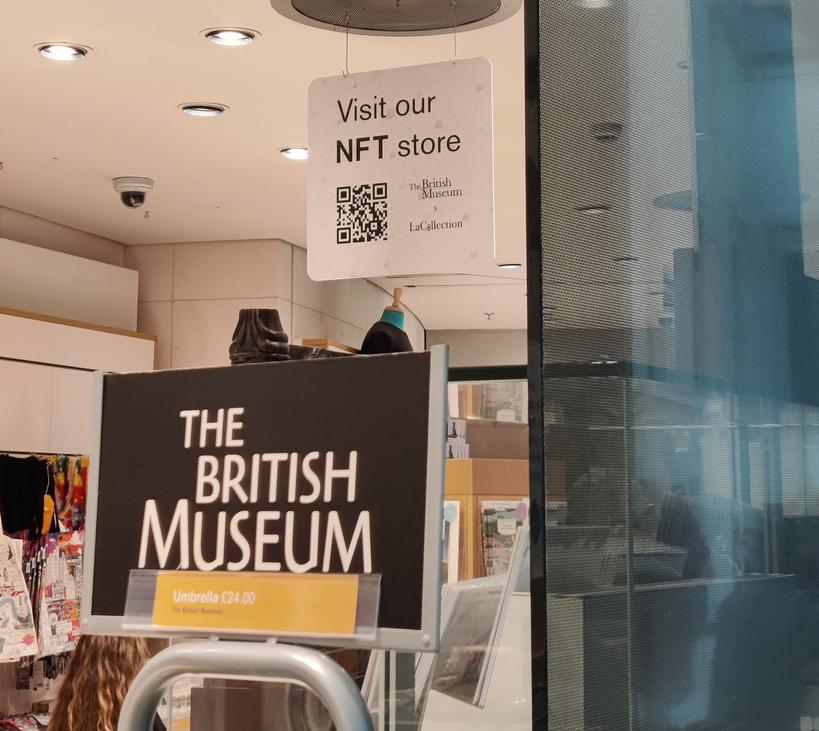 Visit our
NFT store
The British
Museum
x
LaCollection
THE
BRITISH
MUSEUM
Umbrella £24.00
The British Museum